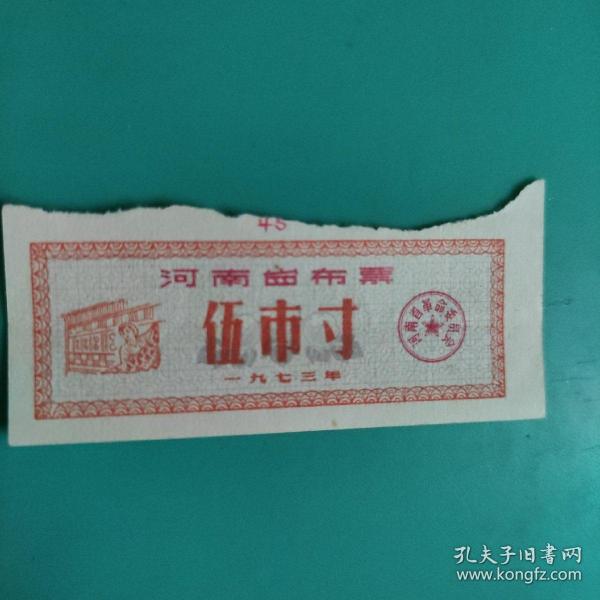 45
河南省布票
伍市寸
一九七三年
河南省革命委员会
孔夫子旧书网
www.kongfz.com